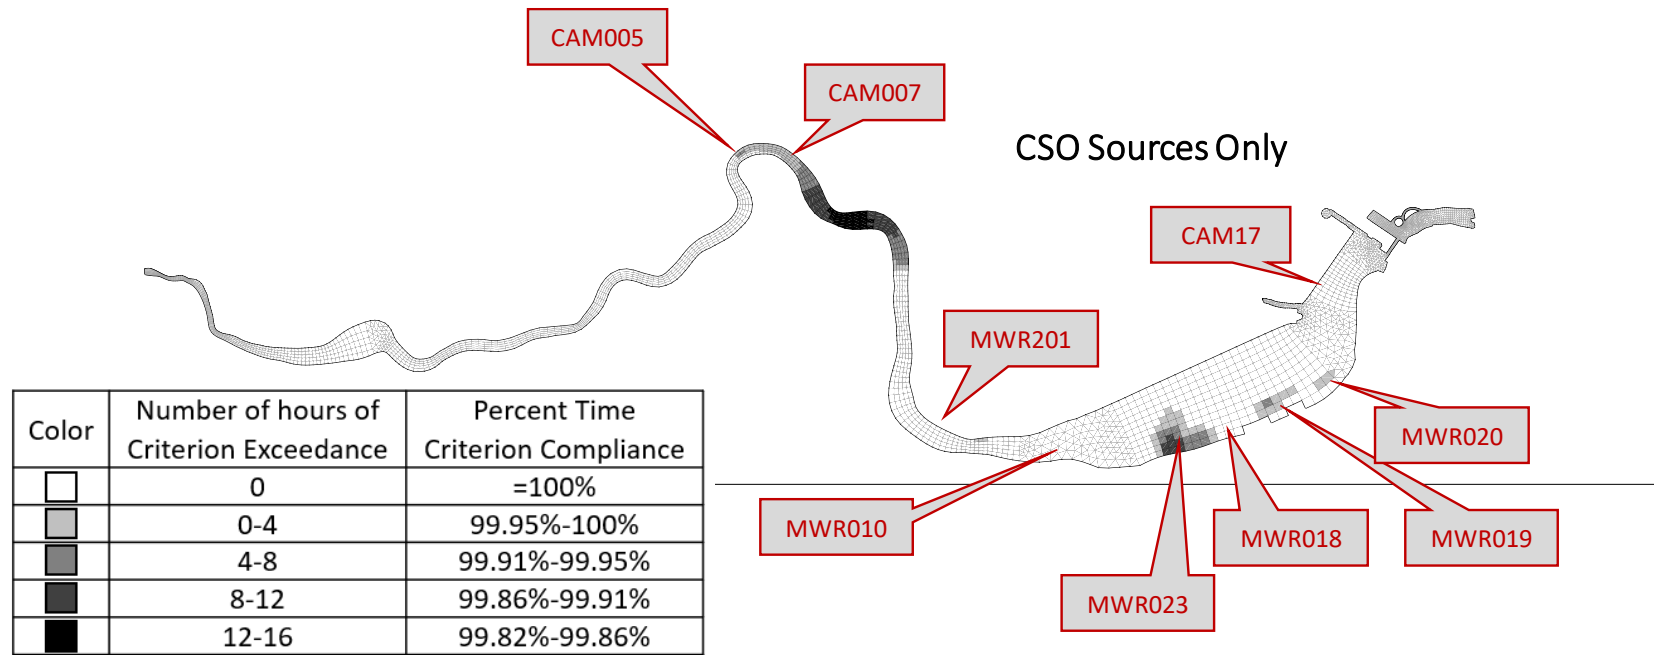 CAM005
CAM007
CSO Sources Only
CAM17
MWR201
MWR020
MWR010
MWR018
MWR019
MWR023
Color
Number of hours of
Criterion Exceedance
Percent Time
Criterion Compliance
0
=100%
0-4
99.95%-100%
4-8
99.91%-99.95%
8-12
99.86%-99.91%
12-16
99.82%-99.86%